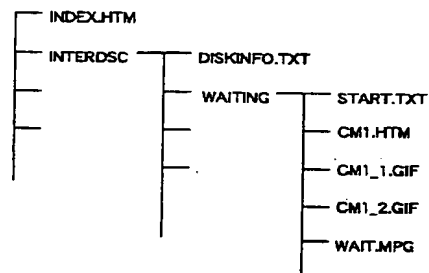 INDEX.HTM
INTERDSC DISKINFO.TXT
WAITING START.TXT
CM1.HTM
CM1_1.GIF
CM1_2.GIF
WAIT.MPG